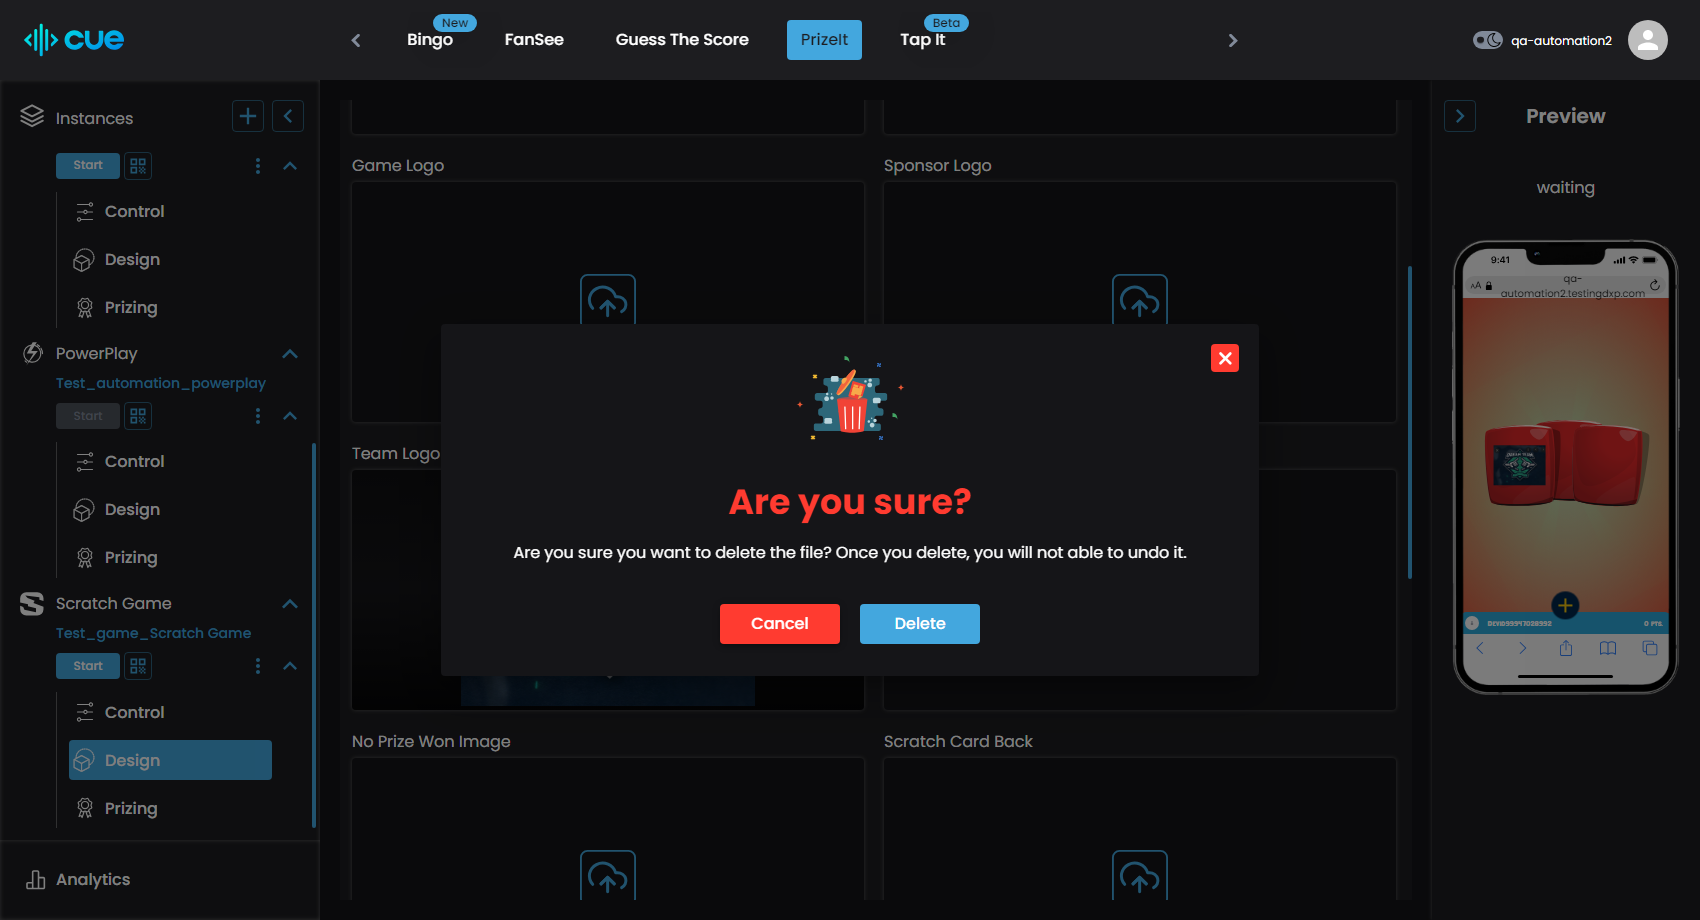 cue
New
Bingo
FanSee
Guess The Score
PrizeIt
Beta
Tap It
qa-automation2
Instances
Start
Control
Design
Prizing
PowerPlay
Test_automation_powerplay
Start
Control
Design
Prizing
Scratch Game
Test_game_Scratch Game
Start
Control
Design
Prizing
Analytics
Game Logo
Sponsor Logo
Team Logo
No Prize Won Image
Scratch Card Back
Are you sure?
Are you sure you want to delete the file? Once you delete, you will not able to undo it.
Cancel
Delete
Preview
waiting
9:41
AA
qa-
automation2.testingdxp.com
0 PTS.